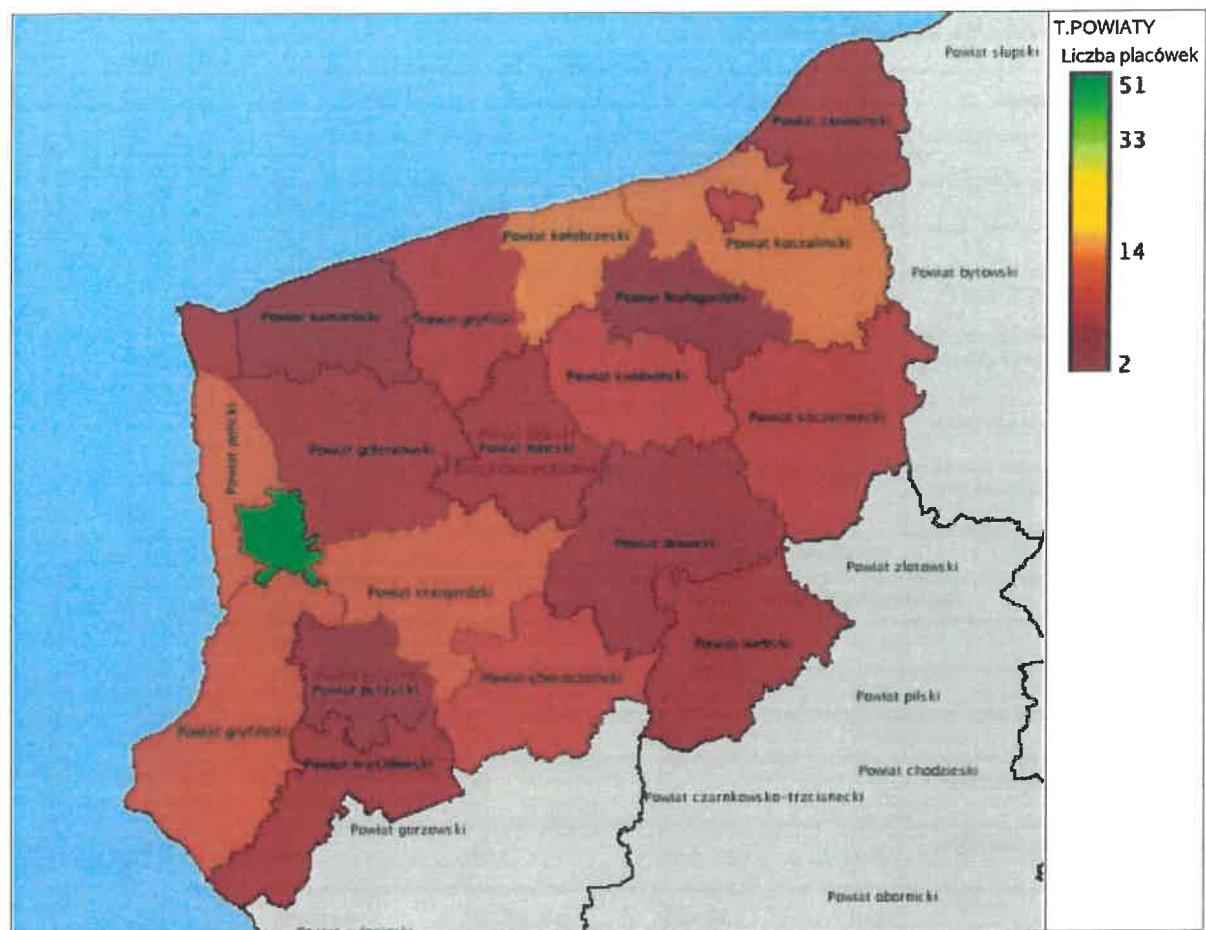 T.POWIATY
Liczba placówek
51
33
14
2
Powiat słupski
Powiat sławieński
Powiat kołobrzeski
Powiat koszaliński
Powiat bytowski
Powiat białogardzki
Powiat kamieński
Powiat gryficki
Powiat świdwiński
Powiat szczecinecki
Powiat policki
Powiat goleniowski
Powiat łobeski
Powiat drawski
Powiat złotowski
Powiat stargardzki
Powiat wałecki
Powiat choszczeński
Powiat pyrzycki
Powiat pilski
Powiat gryfiński
Powiat myśliborski
Powiat chodzieski
Powiat czarnkowsko-trzcianecki
Powiat gorzowski
Powiat obornicki